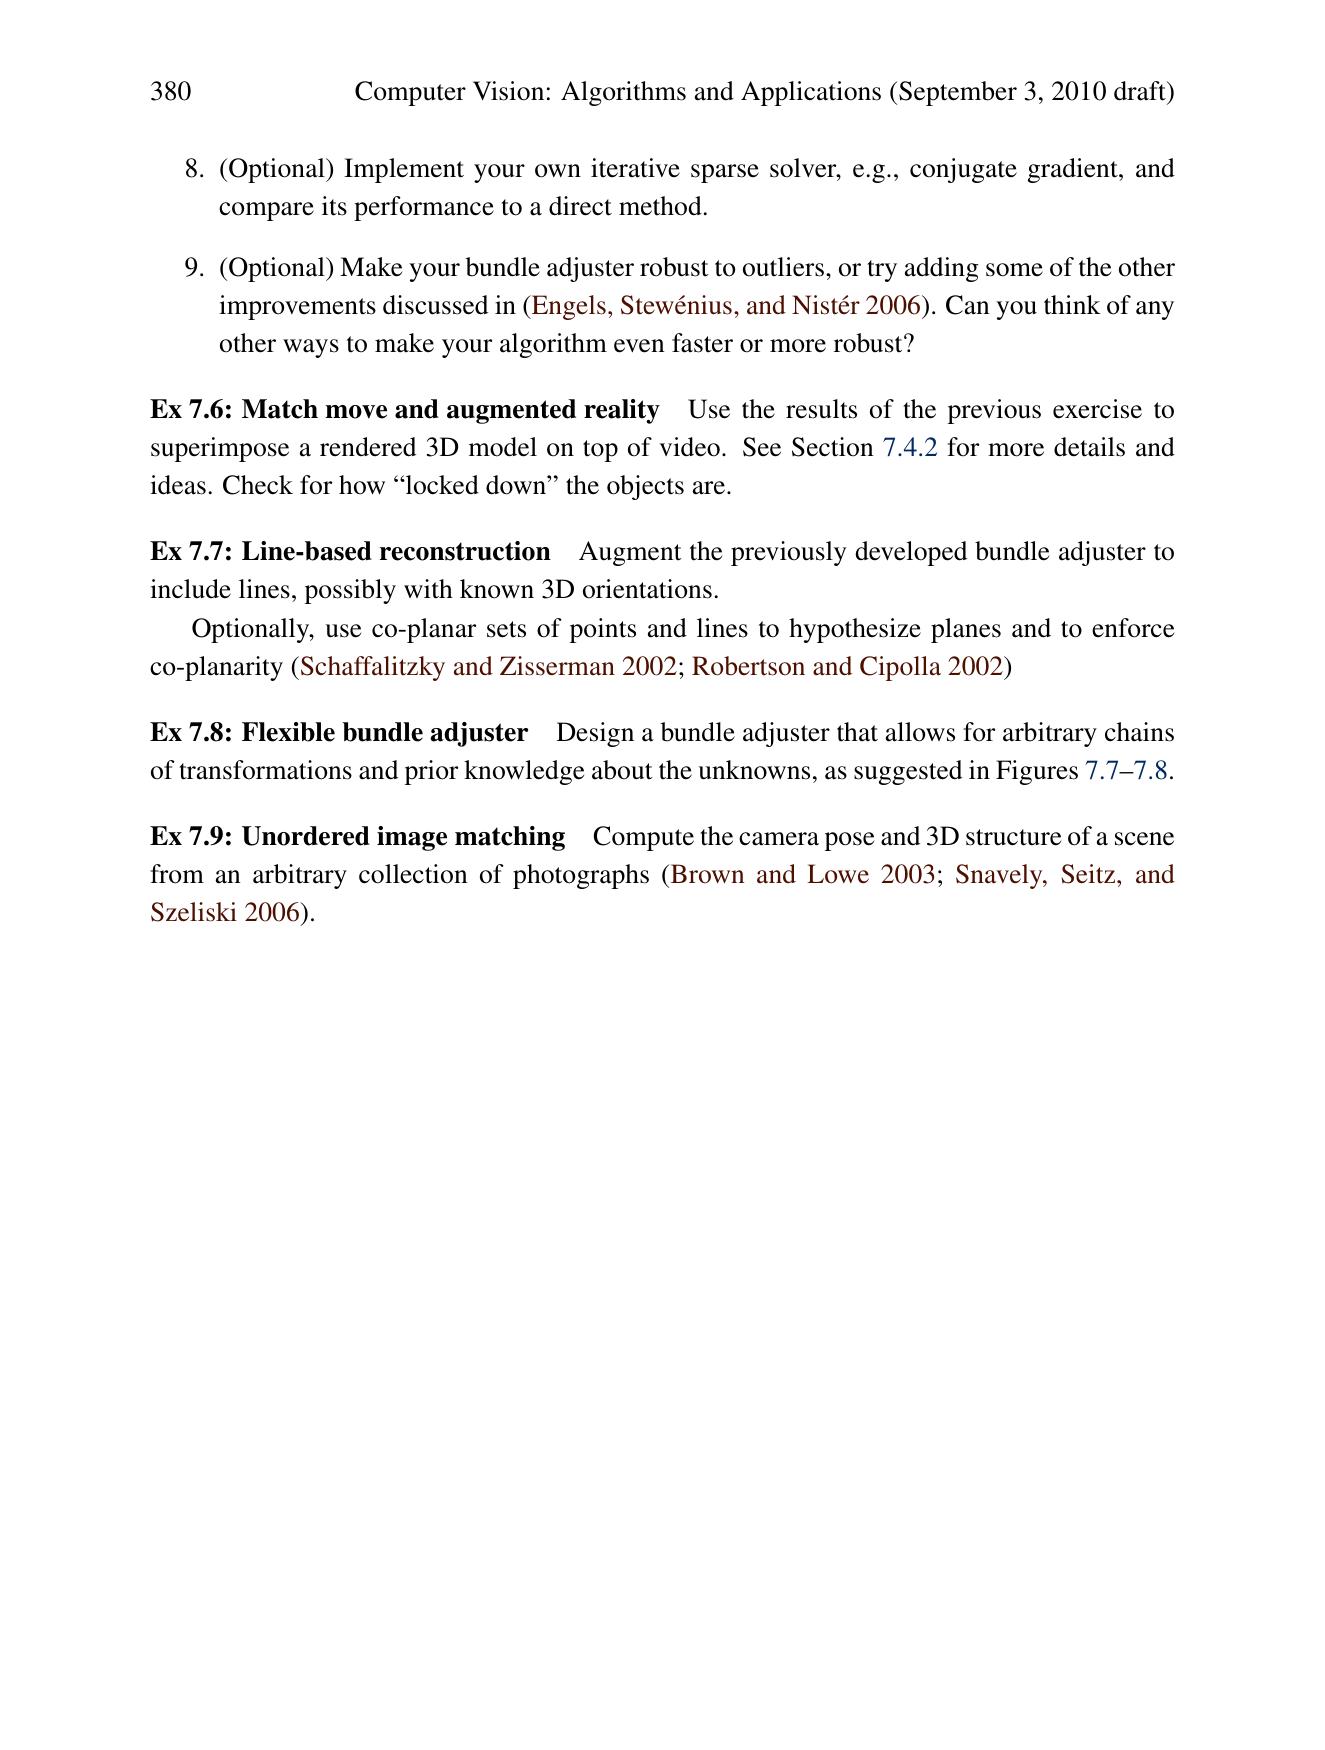 380 Computer Vision: Algorithms and Applications (September 3, 2010 draft)
8. (Optional) Implement your own iterative sparse solver, e.g., conjugate gradient, and
compare its performance to a direct method.
9. (Optional) Make your bundle adjuster robust to outliers, or try adding some of the other
improvements discussed in (Engels, Stewénius, and Nistér 2006). Can you think of any
other ways to make your algorithm even faster or more robust?
Ex 7.6: Match move and augmented reality Use the results of the previous exercise to
superimpose a rendered 3D model on top of video. See Section 7.4.2 for more details and
ideas. Check for how “locked down” the objects are.
Ex 7.7: Line-based reconstruction Augment the previously developed bundle adjuster to
include lines, possibly with known 3D orientations.
Optionally, use co-planar sets of points and lines to hypothesize planes and to enforce
co-planarity (Schaffalitzky and Zisserman 2002; Robertson and Cipolla 2002)
Ex 7.8: Flexible bundle adjuster Design a bundle adjuster that allows for arbitrary chains
of transformations and prior knowledge about the unknowns, as suggested in Figures 7.7–7.8.
Ex 7.9: Unordered image matching Compute the camera pose and 3D structure of a scene
from an arbitrary collection of photographs (Brown and Lowe 2003; Snavely, Seitz, and
Szeliski 2006).